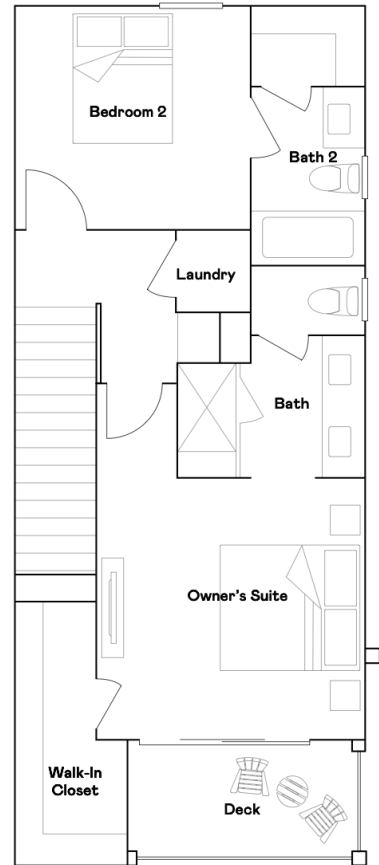 Bedroom 2
Bath 2
Laundry
Bath
Owner's Suite
Walk-In
Closet
Deck